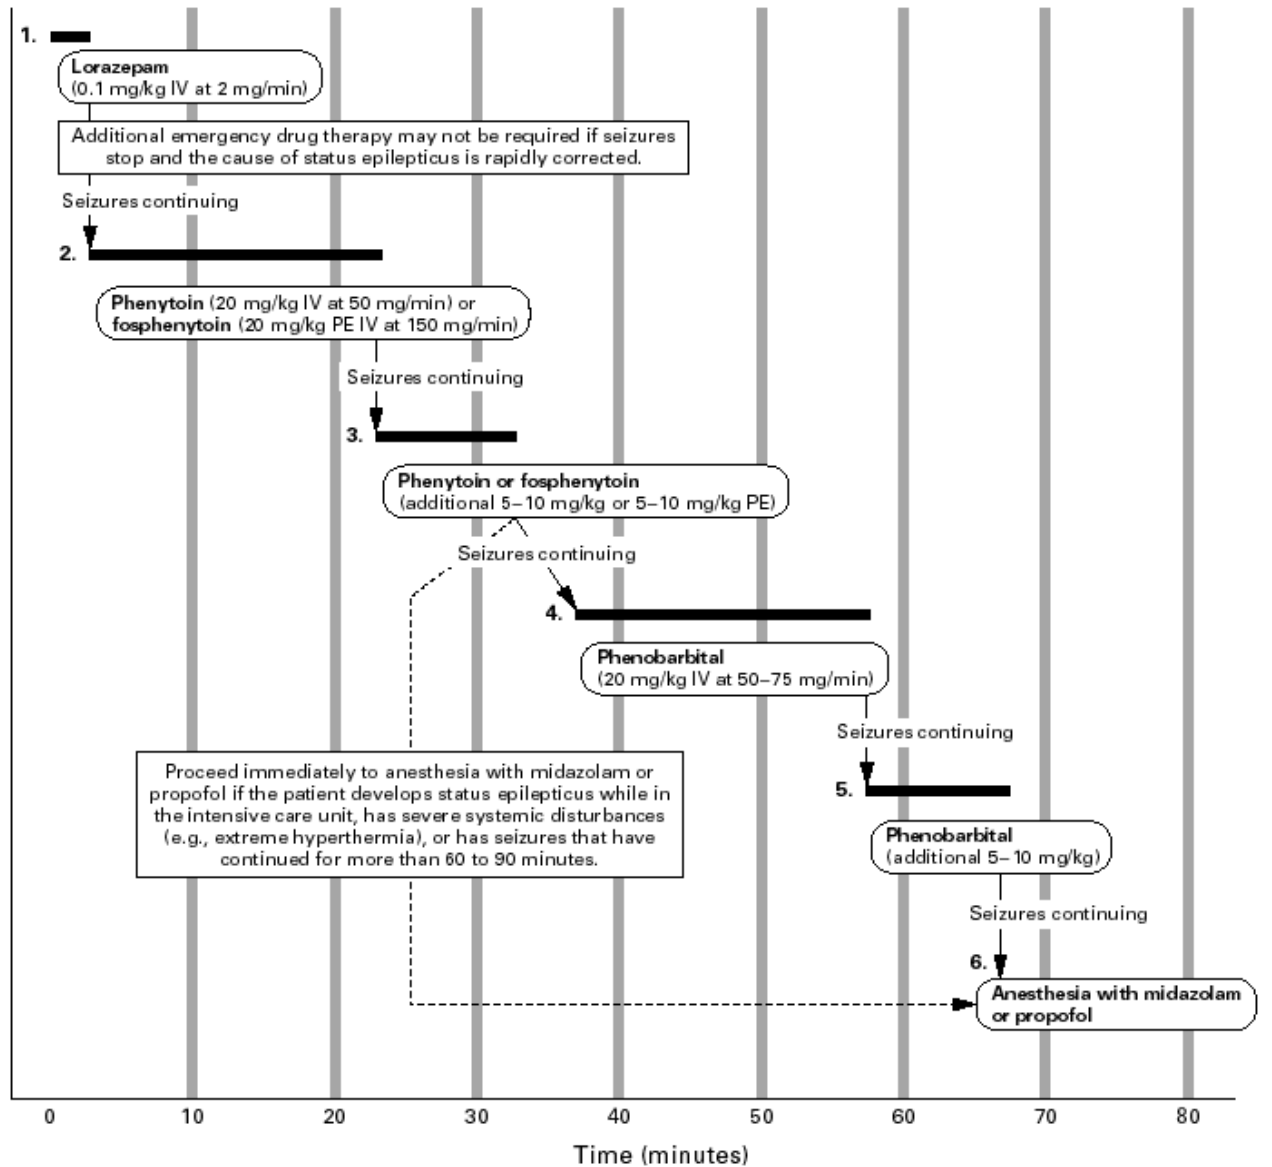 1.
Lorazepam
(0.1 mg/kg IV at 2 mg/min)
Additional emergency drug therapy may not be required if seizures
stop and the cause of status epilepticus is rapidly corrected.
Seizures continuing
2.
Phenytoin (20 mg/kg IV at 50 mg/min) or
fosphenytoin (20 mg/kg PE IV at 150 mg/min)
Seizures continuing
3.
Phenytoin or fosphenytoin
(additional 5–10 mg/kg or 5–10 mg/kg PE)
Seizures continuing
4.
Phenobarbital
(20 mg/kg IV at 50–75 mg/min)
Seizures continuing
Proceed immediately to anesthesia with midazolam or
propofol if the patient develops status epilepticus while in
the intensive care unit, has severe systemic disturbances
(e.g., extreme hyperthermia), or has seizures that have
continued for more than 60 to 90 minutes.
5.
Phenobarbital
(additional 5–10 mg/kg)
Seizures continuing
6.
Anesthesia with midazolam
or propofol
0 10 20 30 40 50 60 70 80
Time (minutes)